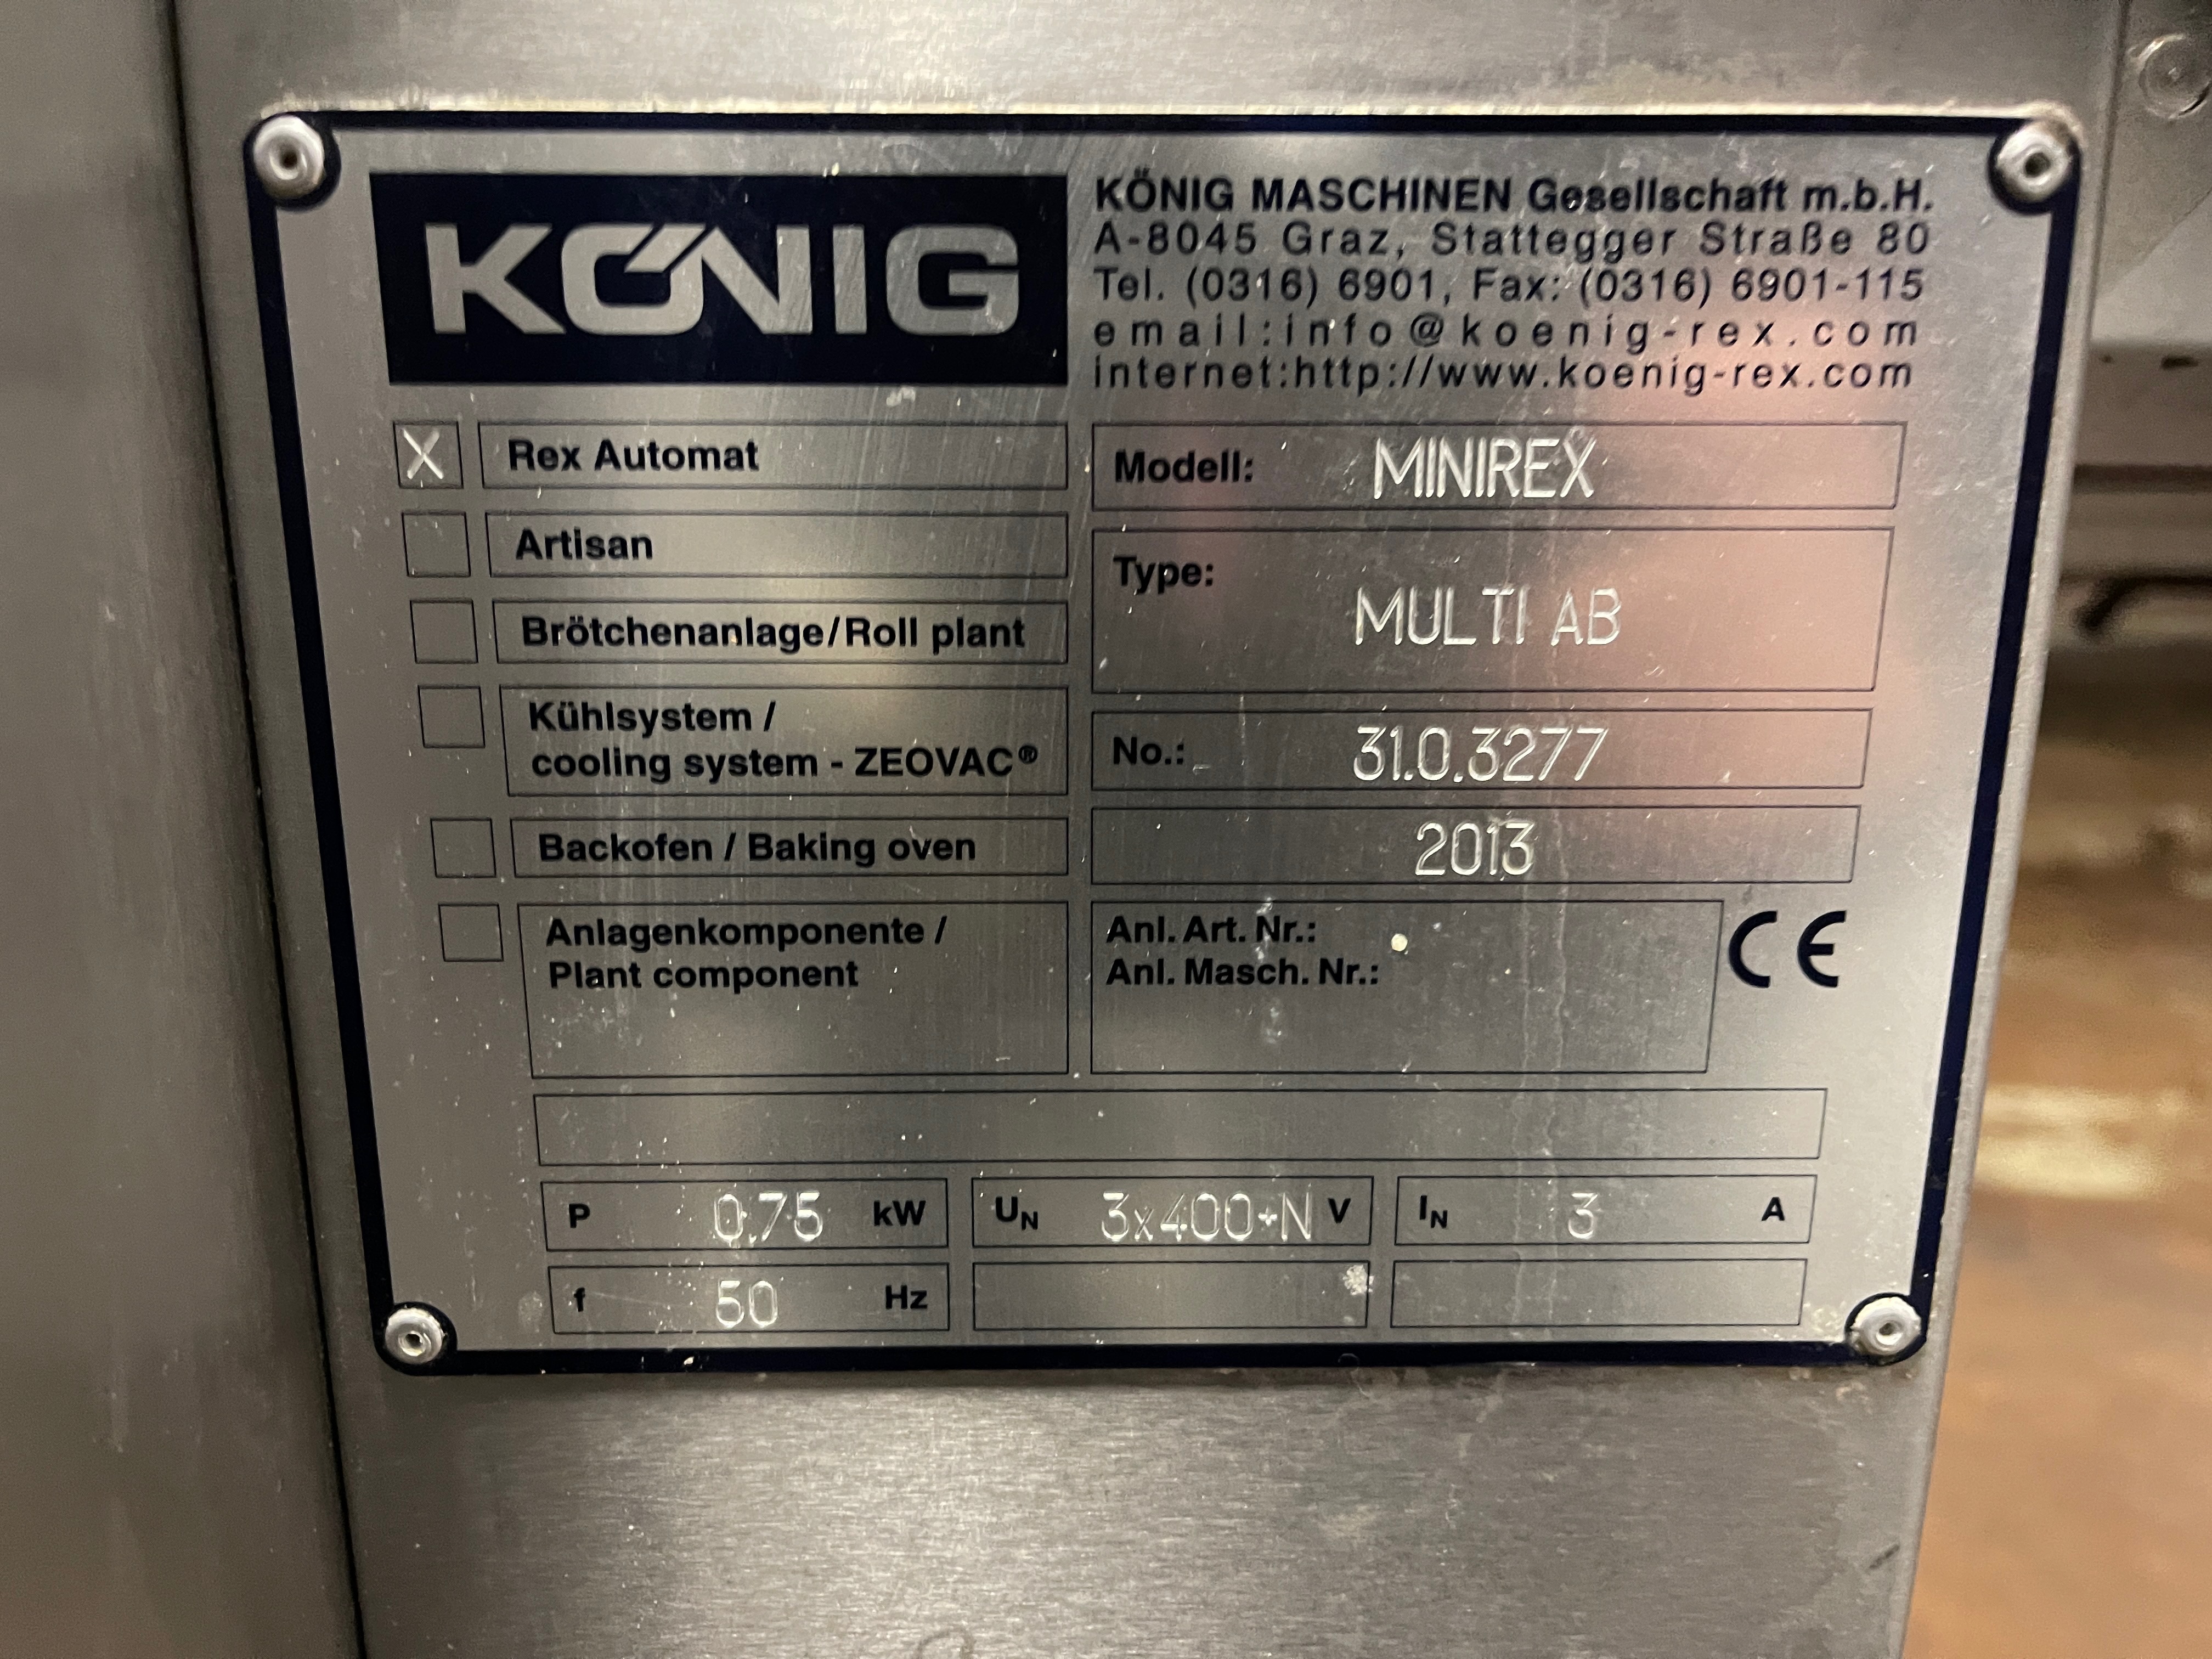 KÖNIG
KÖNIG MASCHINEN Gesellschaft m.b.H.
A-8045 Graz, Stattegger Straße 80
Tel. (0316) 6901, Fax: (0316) 6901-115
email:info@koenig-rex.com
internet:http://www.koenig-rex.com
X Rex Automat
Artisan
Brötchenanlage/Roll plant
Kühlsystem /
cooling system - ZEOVAC®
Backofen / Baking oven
Anlagenkomponente /
Plant component
Modell: MINIREX
Type:
MULTI AB
No.: 31.0.3277
2013
Anl. Art. Nr.:
Anl. Masch. Nr.:
CE
P 0.75 kW
UN 3x400+N V
IN 3 A
f 50 Hz